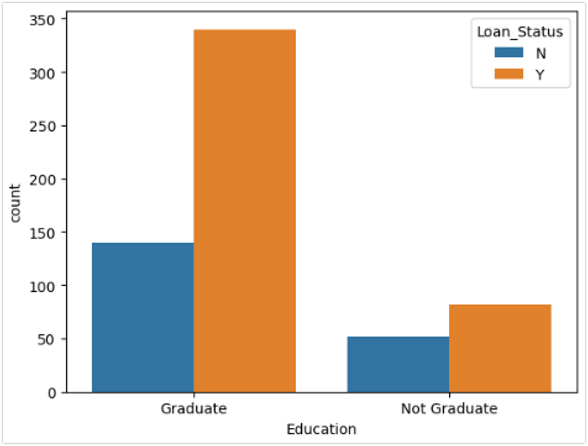 350
300
250
200
150
100
50
0
count
Loan_Status
N
Y
Graduate
Not Graduate
Education